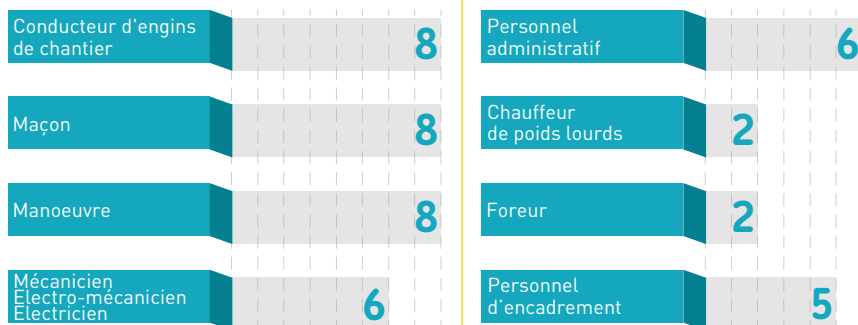 Conducteur d'engins
de chantier
8
Maçon
8
Manoeuvre
8
Mécanicien
Electro-mécanicien
Electricien
6
Personnel
administratif
6
Chauffeur
de poids lourds
2
Foreur
2
Personnel
d'encadrement
5